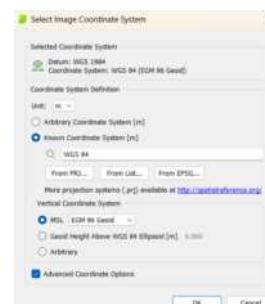 Select Image Coordinate System
Selected Coordinate System
Datum: WGS 1984
Coordinate System: WGS 84 (EGM 96 Geoid)
Coordinate System Definition
Unit: m
Arbitrary Coordinate System [m]
Known Coordinate System [m]
WGS 84
From PRJ... From List... From EPSG...
More projection systems (.prj) available at http://spatialreference.org/
Vertical Coordinate System
MSL EGM 96 Geoid
Geoid Height Above WGS 84 Ellipsoid [m] 0.000
Arbitrary
Advanced Coordinate Options
OK Cancel